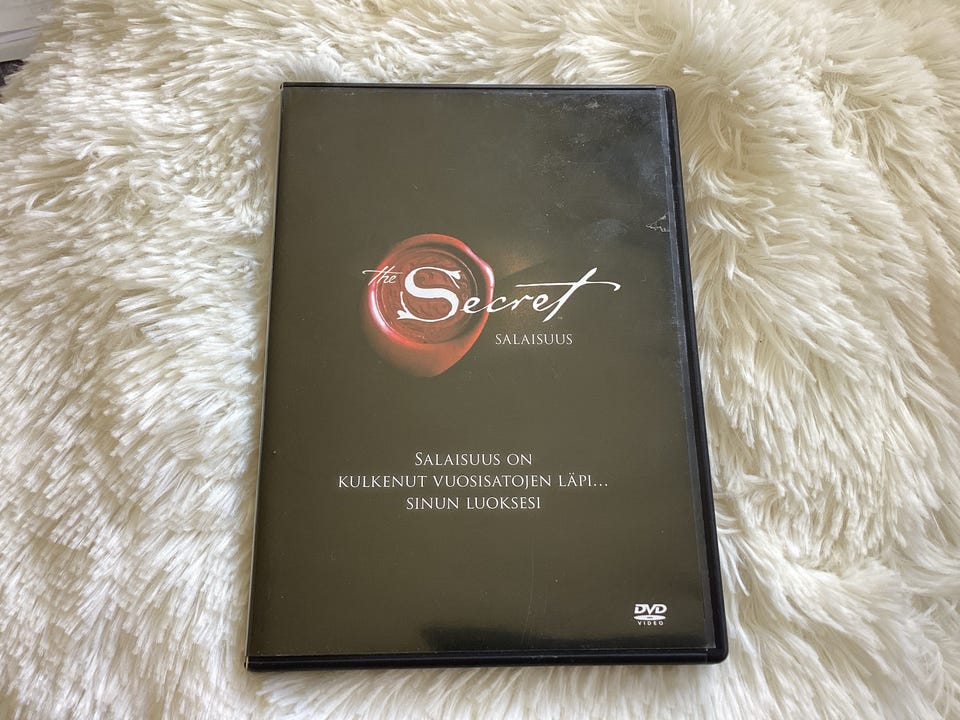 the Secret
SALAISUUS
SALAISUUS ON
KULKENUT VUOSISATOJEN LÄPI...
SINUN LUOKSESI
DVD
VIDEO